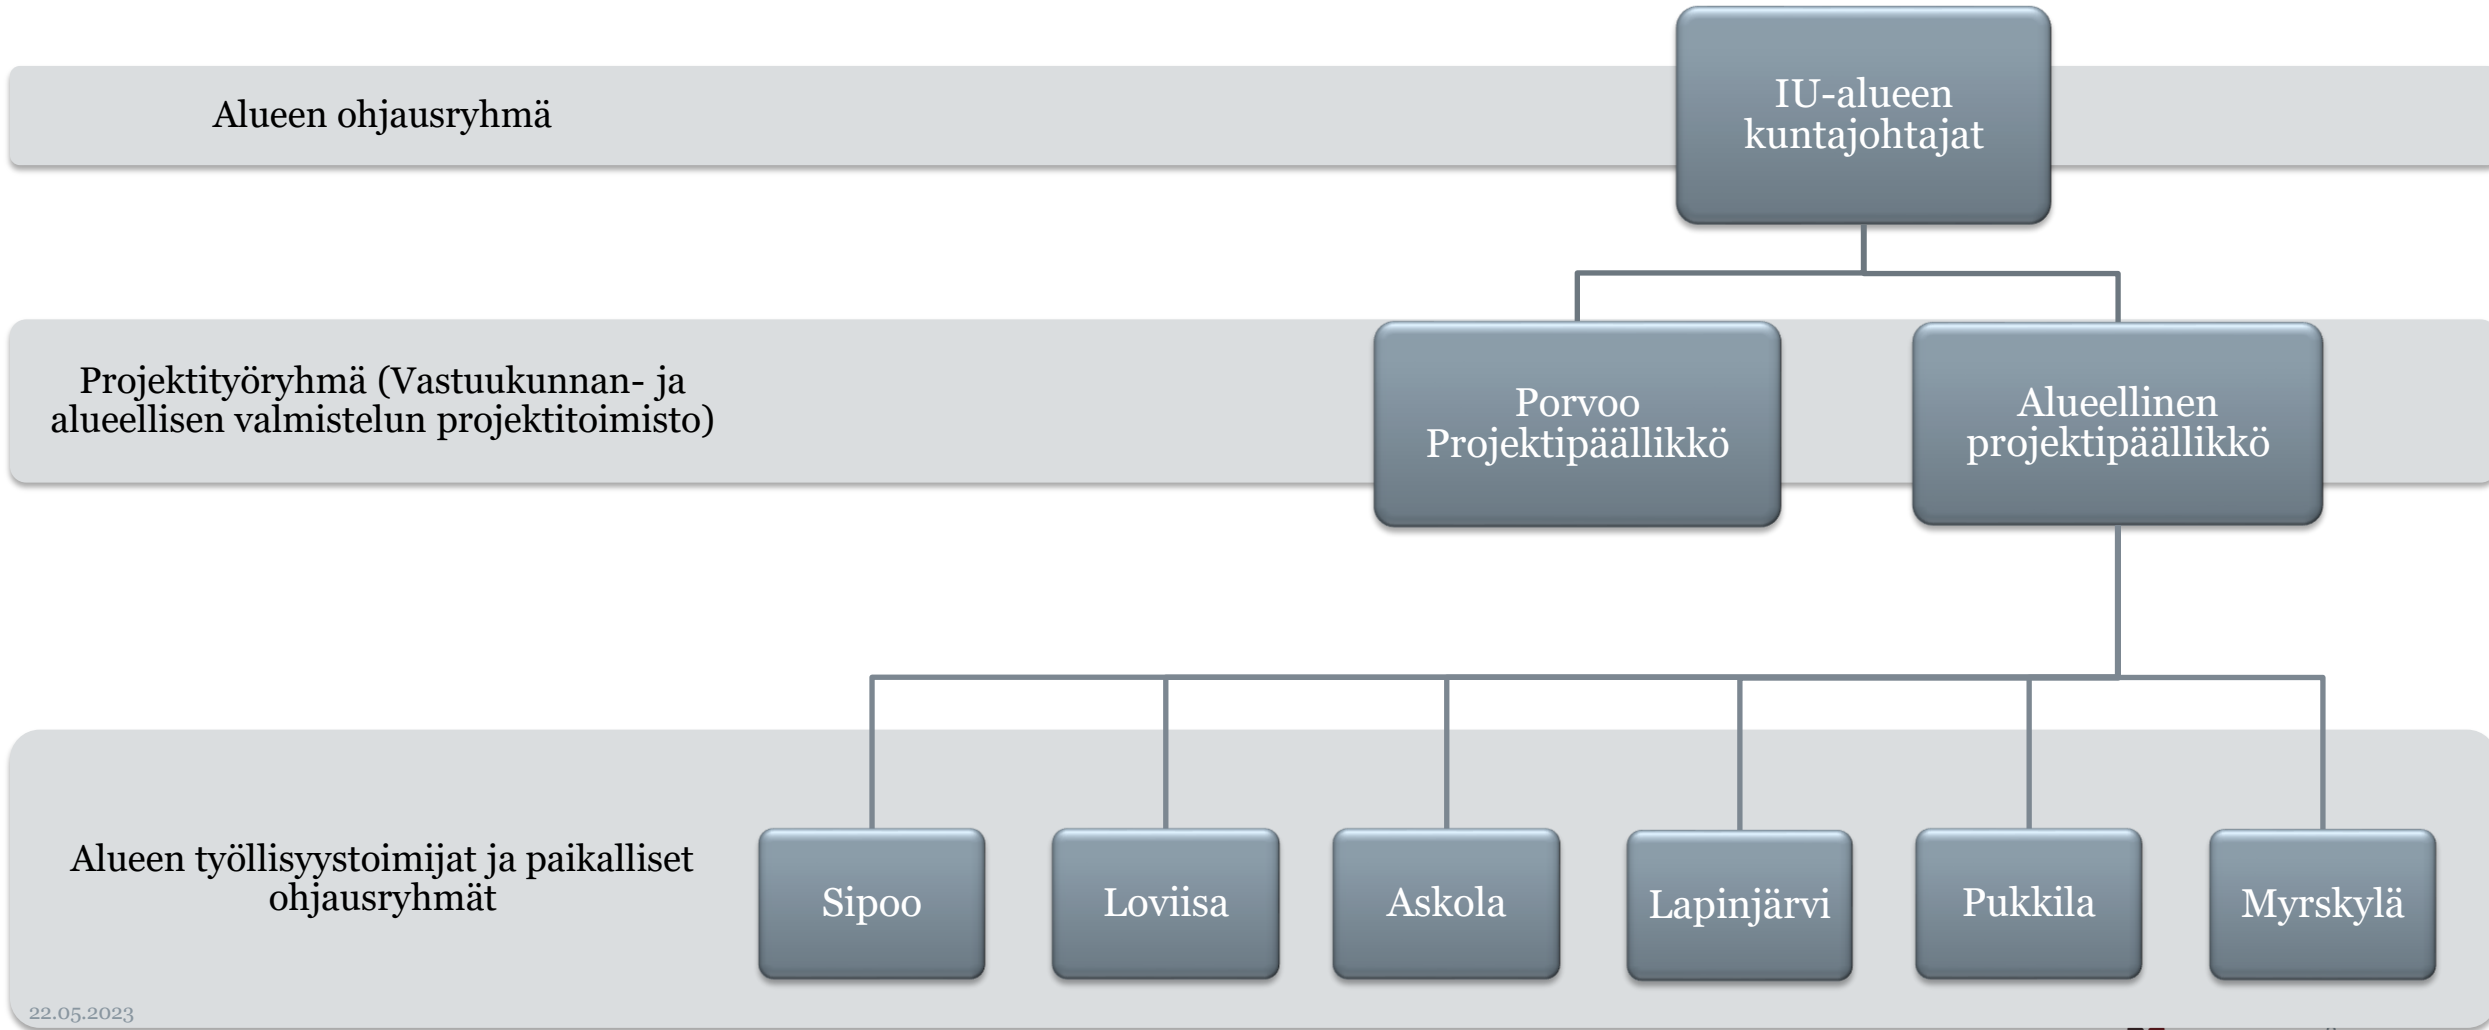 Alueen ohjausryhmä
IU-alueen
kuntajohtajat
Projektityöryhmä (Vastuukunnan- ja
alueellisen valmistelun projektitoimisto)
Porvoo
Projektipäällikkö
Alueellinen
projektipäällikkö
Alueen työllisyystoimijat ja paikalliset
ohjausryhmät
Sipoo
Loviisa
Askola
Lapinjärvi
Pukkila
Myrskylä
22.05.2023